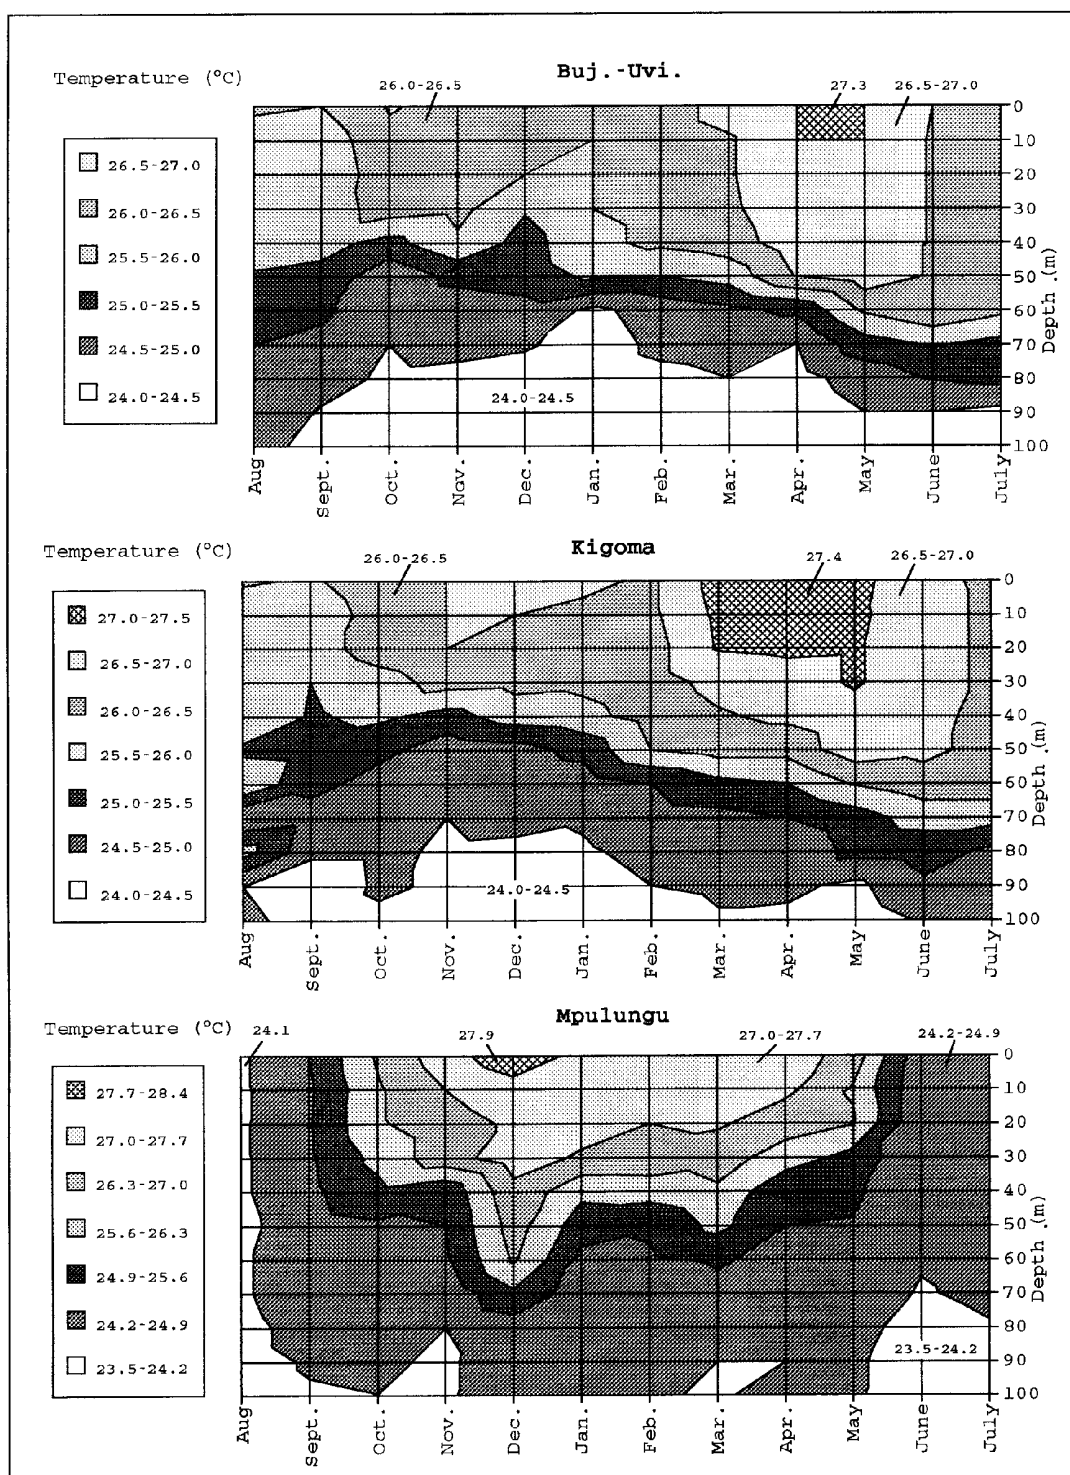 Buj.-Uvi.
Temperature (°C)
26.0-26.5
27.3
26.5-27.0
26.5-27.0
26.0-26.5
25.5-26.0
25.0-25.5
24.5-25.0
24.0-24.5
24.0-24.5
0
10
20
30
40
50
60
70
80
90
100
Depth (m)
Aug
Sept.
Oct.
Nov.
Dec.
Jan.
Feb.
Mar.
Apr.
May
June
July
Kigoma
Temperature (°C)
26.0-26.5
27.4
26.5-27.0
27.0-27.5
26.5-27.0
26.0-26.5
25.5-26.0
25.0-25.5
24.5-25.0
24.0-24.5
24.0-24.5
0
10
20
30
40
50
60
70
80
90
100
Depth (m)
Aug
Sept.
Oct.
Nov.
Dec.
Jan.
Feb.
Mar.
Apr.
May
June
July
Mpulungu
Temperature (°C)
24.1
27.9
27.0-27.7
24.2-24.9
27.7-28.4
27.0-27.7
26.3-27.0
25.6-26.3
24.9-25.6
24.2-24.9
23.5-24.2
23.5-24.2
0
10
20
30
40
50
60
70
80
90
100
Depth (m)
Aug
Sept.
Oct.
Nov.
Dec.
Jan.
Feb.
Mar.
Apr.
May
June
July